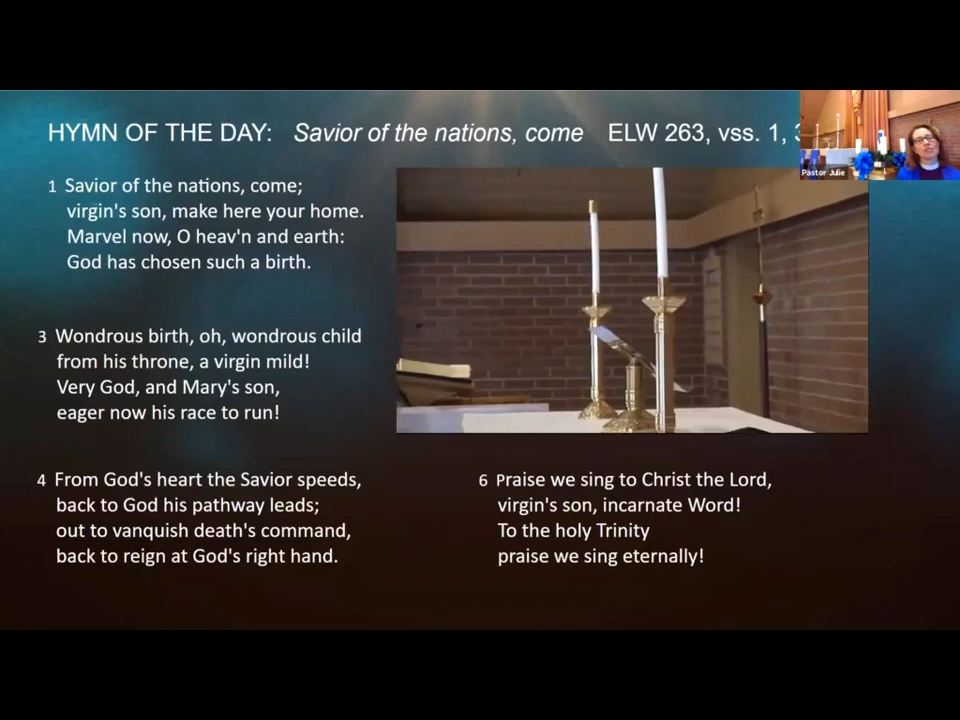 HYMN OF THE DAY: Savior of the nations, come ELW 263, vss. 1, 3
Pastor Julie
1 Savior of the nations, come;
virgin's son, make here your home.
Marvel now, O heav'n and earth:
God has chosen such a birth.
3 Wondrous birth, oh, wondrous child
from his throne, a virgin mild!
Very God, and Mary's son,
eager now his race to run!
4 From God's heart the Savior speeds,
back to God his pathway leads;
out to vanquish death's command,
back to reign at God's right hand.
6 Praise we sing to Christ the Lord,
virgin's son, incarnate Word!
To the holy Trinity
praise we sing eternally!